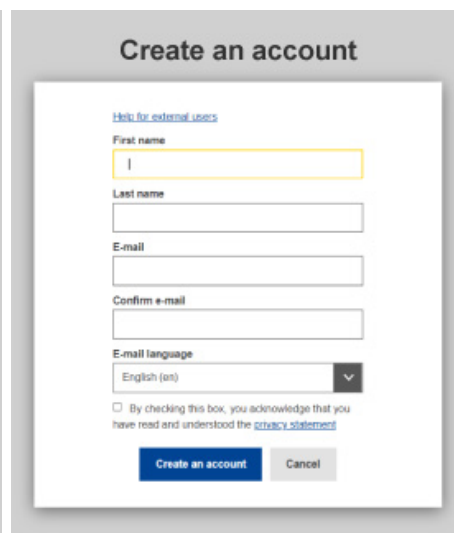 Create an account
Help for external users
First name
Last name
E-mail
Confirm e-mail
E-mail language
English (en)
By checking this box, you acknowledge that you
have read and understood the privacy statement
Create an account
Cancel